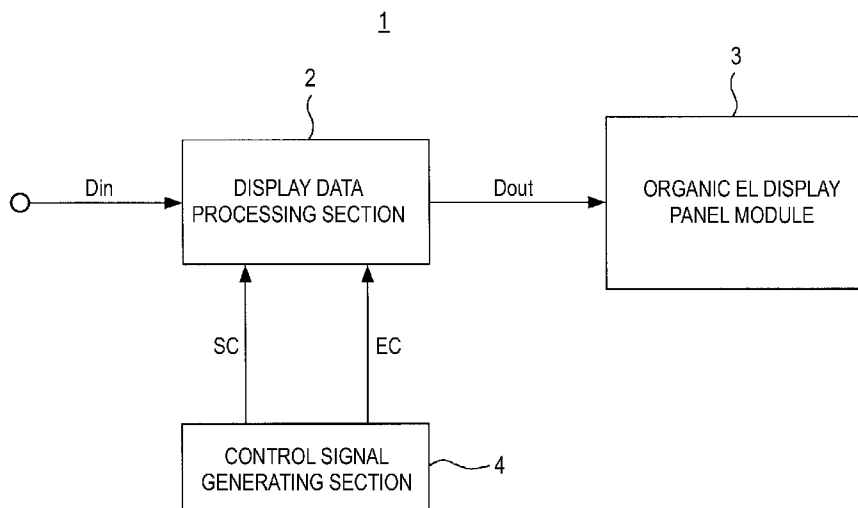 1
2
3
DISPLAY DATA
PROCESSING SECTION
Din
Dout
ORGANIC EL DISPLAY
PANEL MODULE
SC
EC
CONTROL SIGNAL
GENERATING SECTION
4